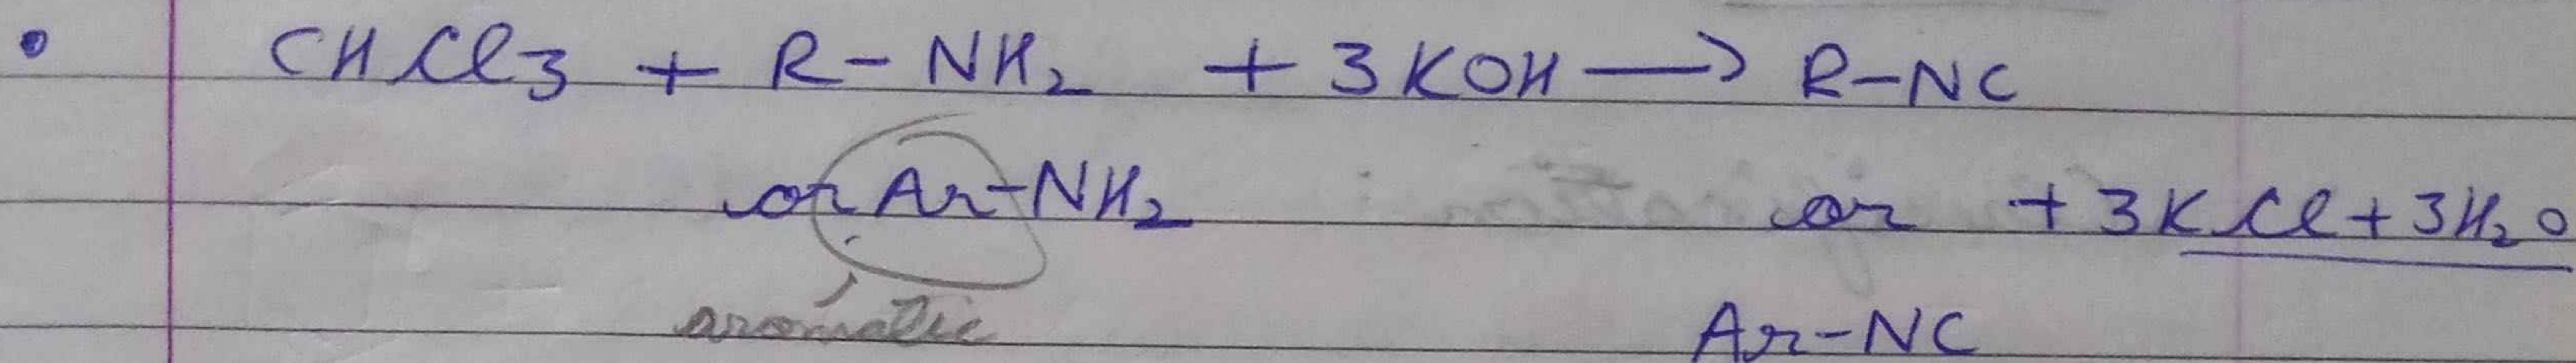 • CHCl3 + R-NH2 + 3KOH → R-NC
or Ar-NH2 or + 3KCl + 3H2O
aromatic Ar-NC